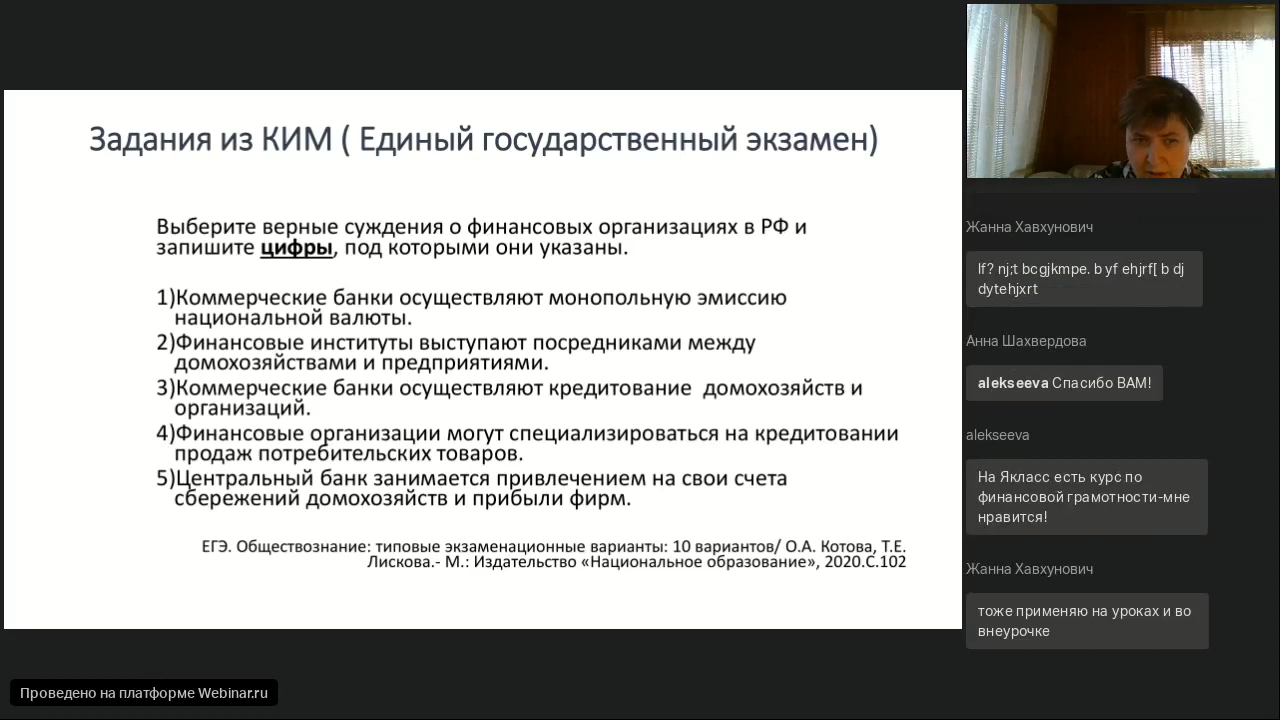 Задания из КИМ ( Единый государственный экзамен)
Выберите верные суждения о финансовых организациях в РФ и
запишите цифры, под которыми они указаны.
1)Коммерческие банки осуществляют монопольную эмиссию
национальной валюты.
2)Финансовые институты выступают посредниками между
домохозяйствами и предприятиями.
3)Коммерческие банки осуществляют кредитование домохозяйств и
организаций.
4)Финансовые организации могут специализироваться на кредитовании
продаж потребительских товаров.
5)Центральный банк занимается привлечением на свои счета
сбережений домохозяйств и прибыли фирм.
ЕГЭ. Обществознание: типовые экзаменационные варианты: 10 вариантов/ О.А. Котова, Т.Е.
Лискова.- М.: Издательство «Национальное образование», 2020.С.102
Жанна Хавхунович
lf? nj;t bcgjkmpe. b yf ehjrf[ b dj
dytehjxrt
Анна Шахвердова
alekseeva Спасибо ВАМ!
alekseeva
На Якласс есть курс по
финансовой грамотности-мне
нравится!
Жанна Хавхунович
тоже применяю на уроках и во
внеурочке
Проведено на платформе Webinar.ru